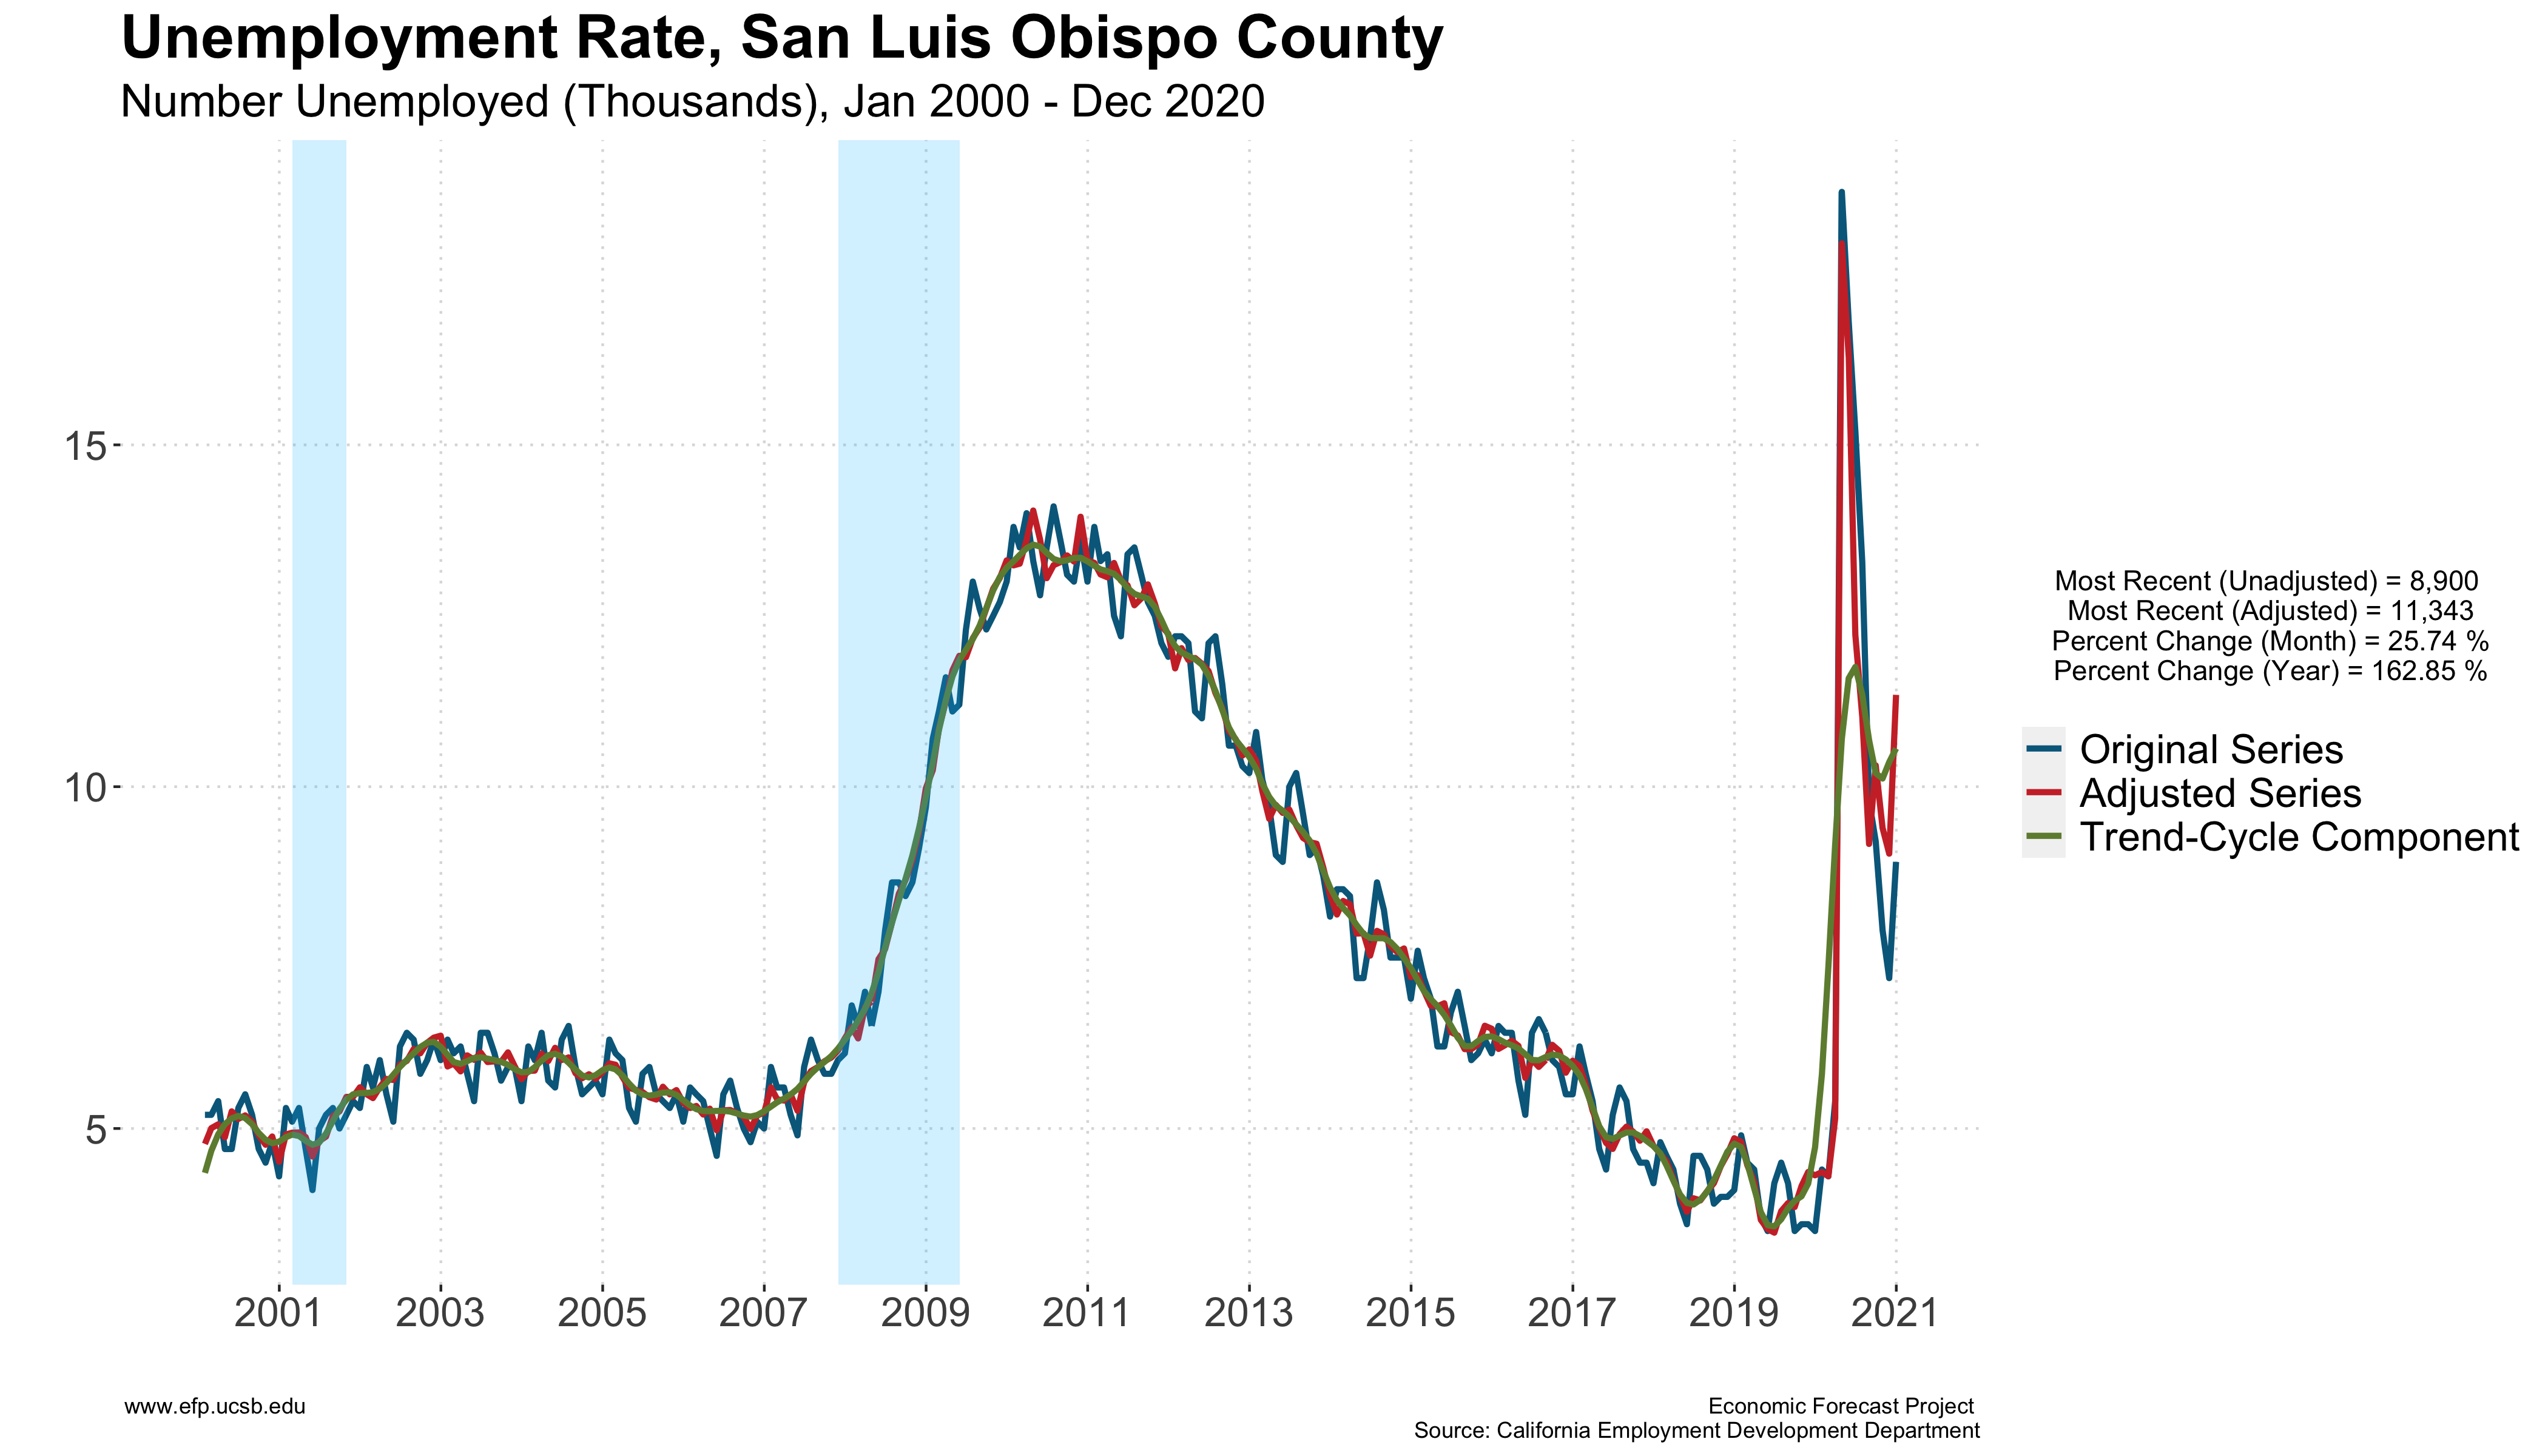 Unemployment Rate, San Luis Obispo County
Number Unemployed (Thousands), Jan 2000 - Dec 2020
15
10
5
2001 2003 2005 2007 2009 2011 2013 2015 2017 2019 2021
Most Recent (Unadjusted) = 8,900
Most Recent (Adjusted) = 11,343
Percent Change (Month) = 25.74 %
Percent Change (Year) = 162.85 %
Original Series
Adjusted Series
Trend-Cycle Component
www.efp.ucsb.edu
Economic Forecast Project
Source: California Employment Development Department